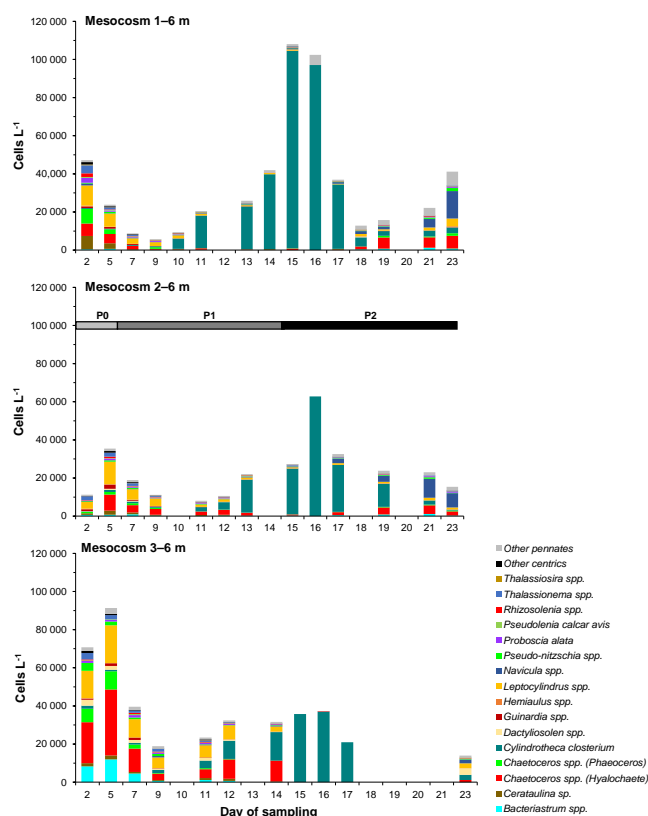 Mesocosm 1–6 m
120 000
100 000
80 000
60 000
40 000
20 000
0
Cells L-1
2 5 7 9 10 11 12 13 14 15 16 17 18 19 20 21 23
Mesocosm 2–6 m
120 000
100 000
80 000
60 000
40 000
20 000
0
Cells L-1
P0 P1 P2
2 5 7 9 10 11 12 13 14 15 16 17 18 19 20 21 23
Mesocosm 3–6 m
120 000
100 000
80 000
60 000
40 000
20 000
0
Cells L-1
2 5 7 9 10 11 12 13 14 15 16 17 18 19 20 21 23
Day of sampling
Other pennates
Other centrics
Thalassiosira spp.
Thalassionema spp.
Rhizosolenia spp.
Pseudolenia calcar avis
Proboscia alata
Pseudo-nitzschia spp.
Navicula spp.
Leptocylindrus spp.
Hemiaulus spp.
Guinardia spp.
Dactyliosolen spp.
Cylindrotheca closterium
Chaetoceros spp. (Phaeoceros)
Chaetoceros spp. (Hyalochaete)
Cerataulina sp.
Bacteriastrum spp.